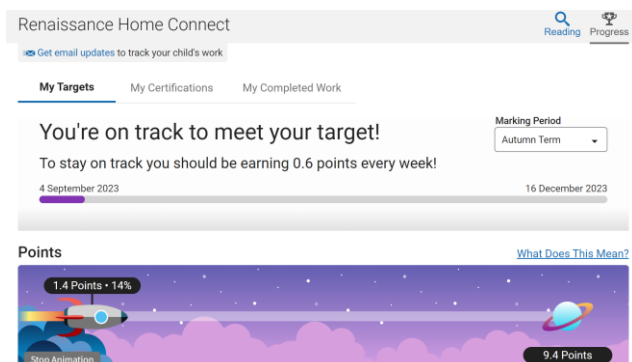 Renaissance Home Connect
Reading
Progress
Get email updates to track your child's work
My Targets
My Certifications
My Completed Work
You're on track to meet your target!
Marking Period
Autumn Term
To stay on track you should be earning 0.6 points every week!
4 September 2023
16 December 2023
Points
What Does This Mean?
1.4 Points • 14%
9.4 Points
Stop Animation